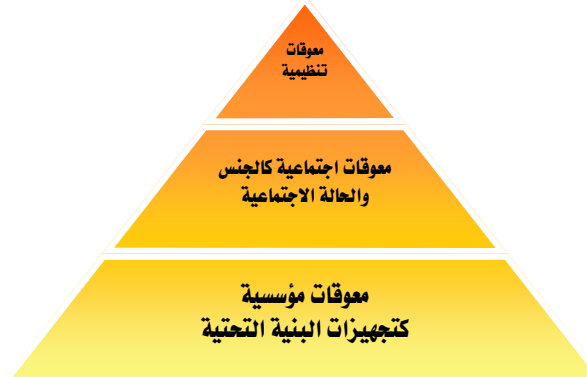 معوقات
تنظيمية
معوقات اجتماعية كالجنس
والحالة الاجتماعية
معوقات مؤسسية
كتجهيزات البنية التحتية